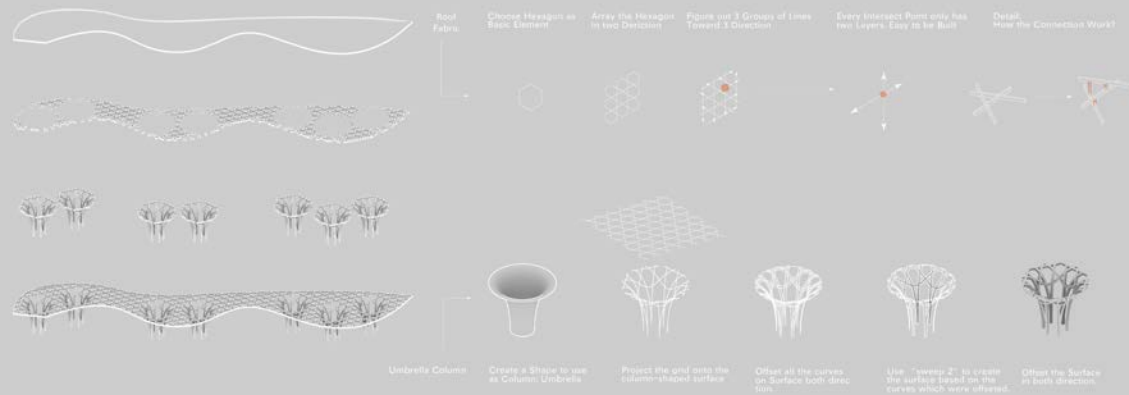 Roof
Fabric
Choose Hexagon as
Basic Element
Array the Hexagon
in two Derection
Figure out 3 Groups of Lines
Toward 3 Direction
Every Intersect Point only has
two Layers. Easy to be Built
Detail:
How the Connection Work?
Umbrella Column
Create a Shape to use
as Column: Umbrella
Project the grid onto the
column-shaped surface
Offset all the curves
on Surface both direc
tion.
Use "sweep 2" to create
the surface based on the
curves which were offseted.
Offset the Surface
in both direction.